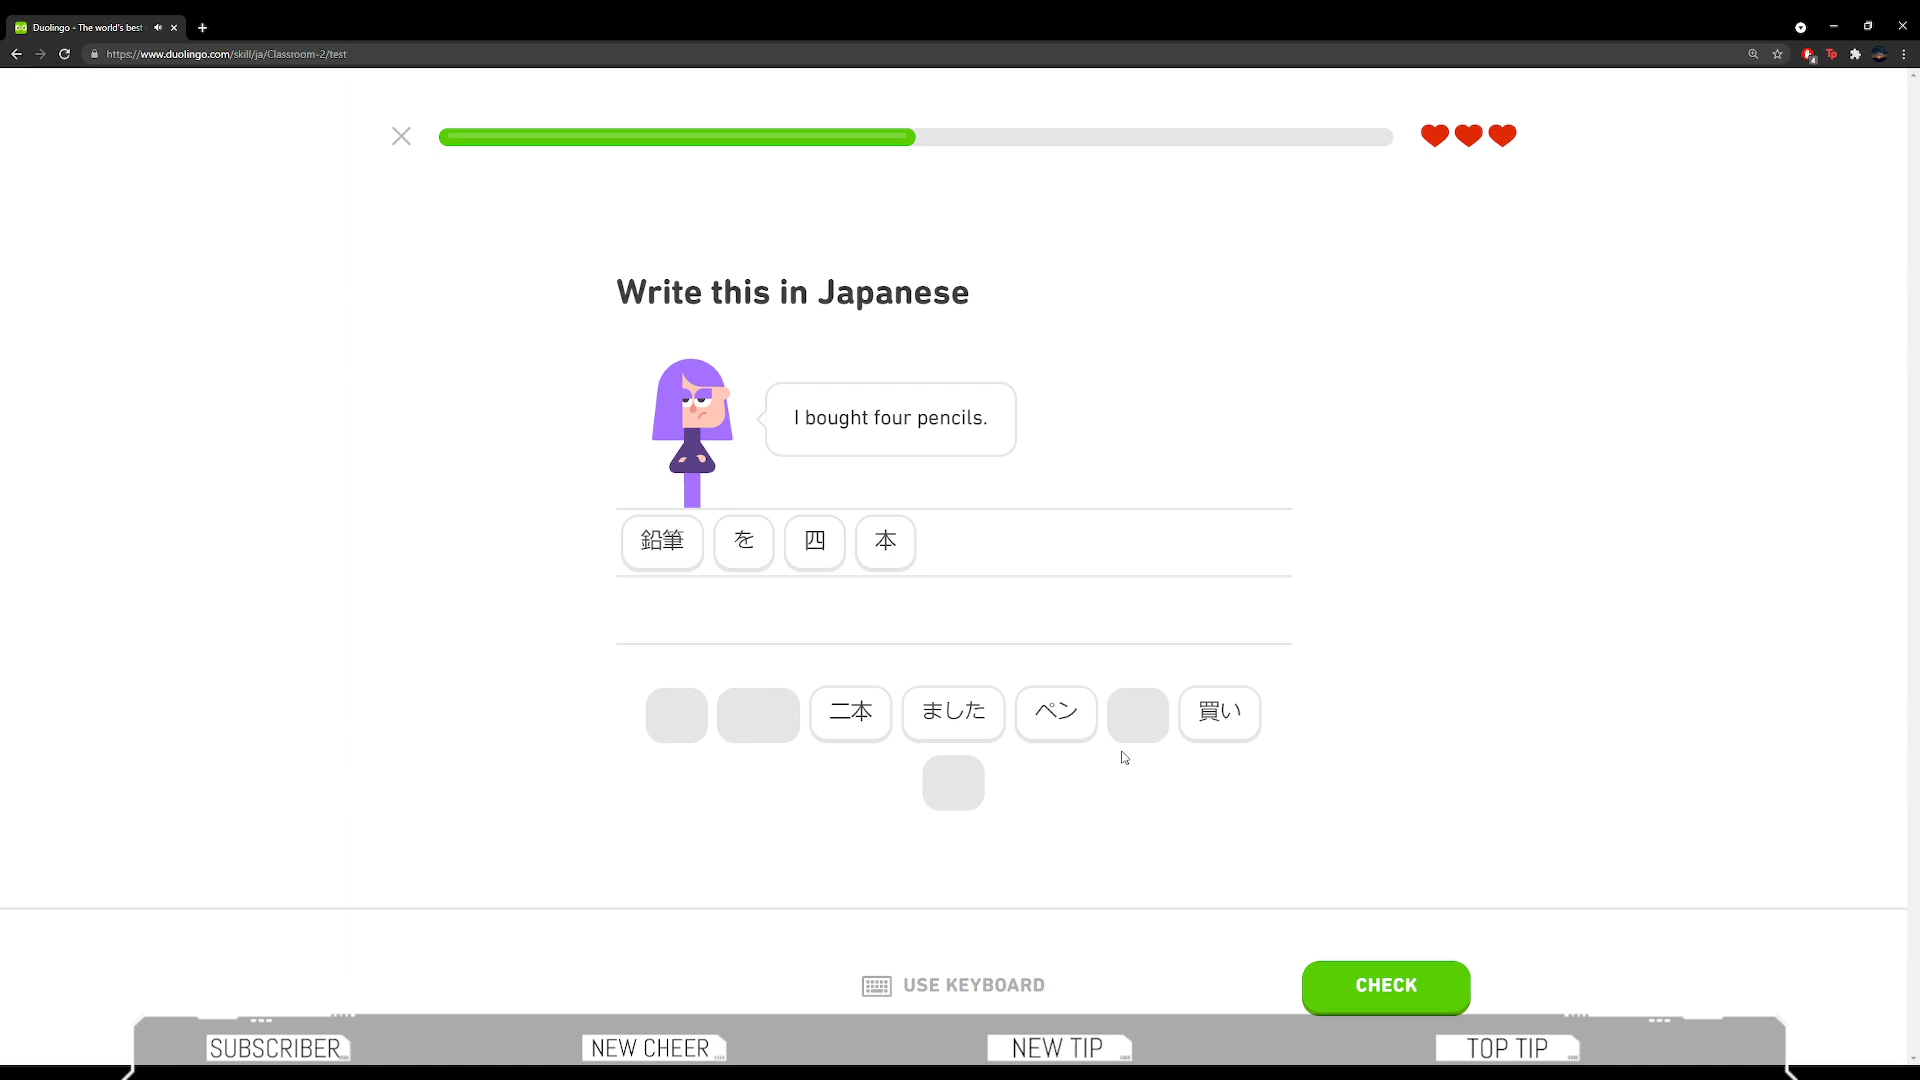 Duolingo - The world's best
https://www.duolingo.com/skill/ja/Classroom-2/test
Write this in Japanese
I bought four pencils.
鉛筆 を 四 本
二本 ました ペン 買い
USE KEYBOARD
CHECK
SUBSCRIBER NEW CHEER NEW TIP TOP TIP